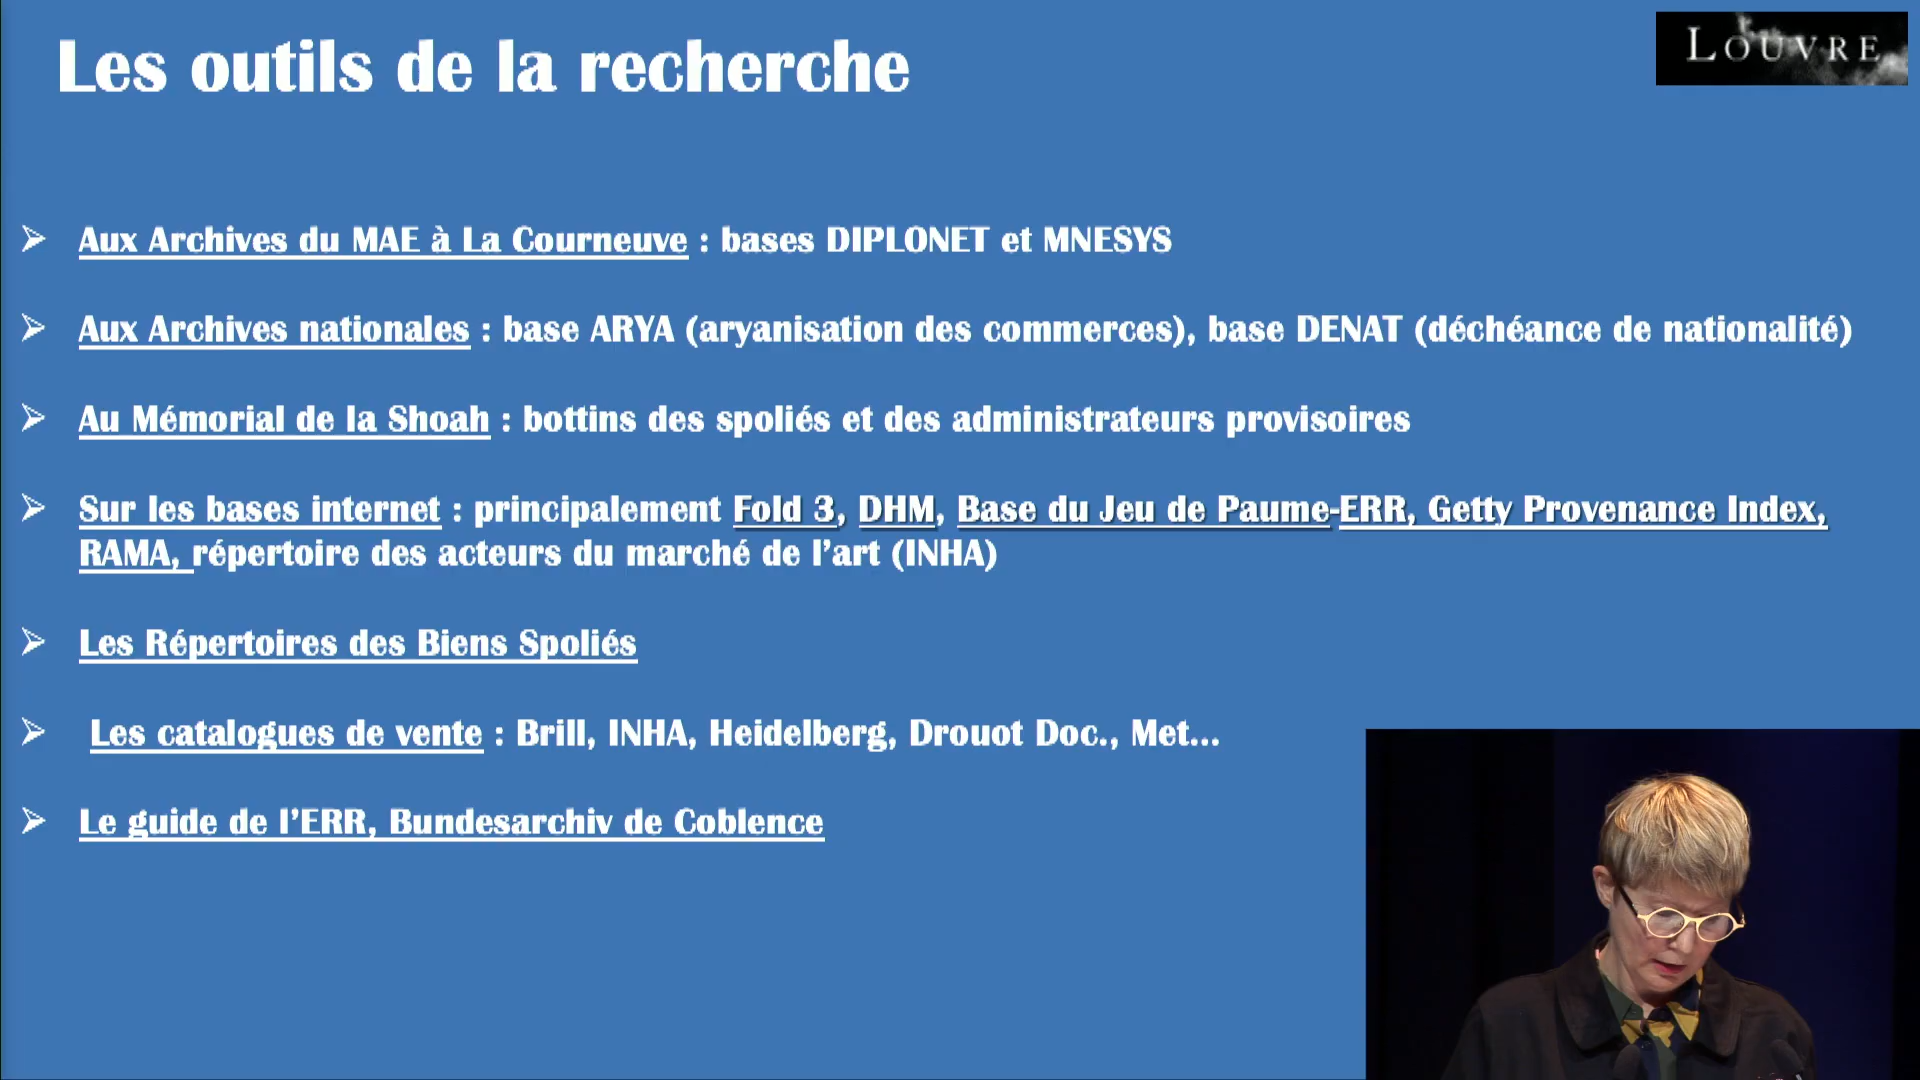 Les outils de la recherche
LOUVRE
Aux Archives du MAE à La Courneuve : bases DIPLONET et MNESYS
Aux Archives nationales : base ARYA (aryanisation des commerces), base DENAT (déchéance de nationalité)
Au Mémorial de la Shoah : bottins des spoliés et des administrateurs provisoires
Sur les bases internet : principalement Fold 3, DHM, Base du Jeu de Paume-ERR, Getty Provenance Index,
RAMA, répertoire des acteurs du marché de l’art (INHA)
Les Répertoires des Biens Spoliés
Les catalogues de vente : Brill, INHA, Heidelberg, Drouot Doc., Met...
Le guide de l’ERR, Bundesarchiv de Coblence